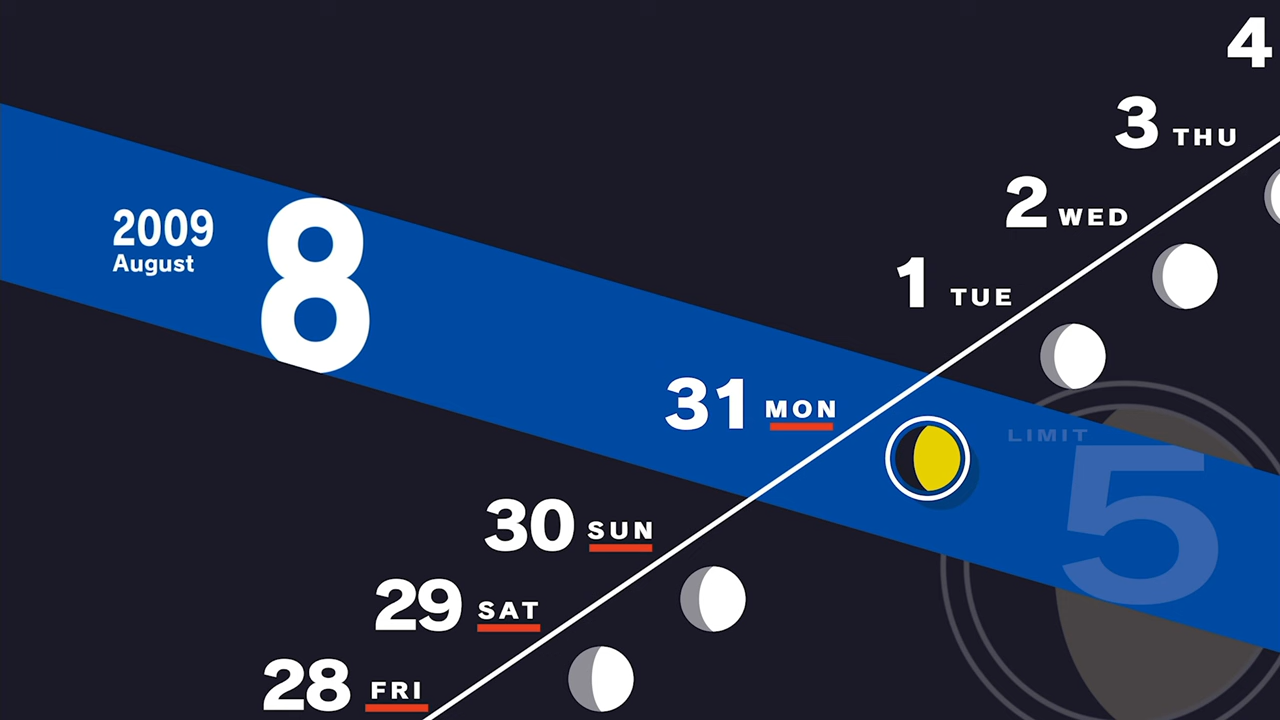 4
3 THU
2 WED
1 TUE
2009
August
8
31 MON
LIMIT
5
30 SUN
29 SAT
28 FRI